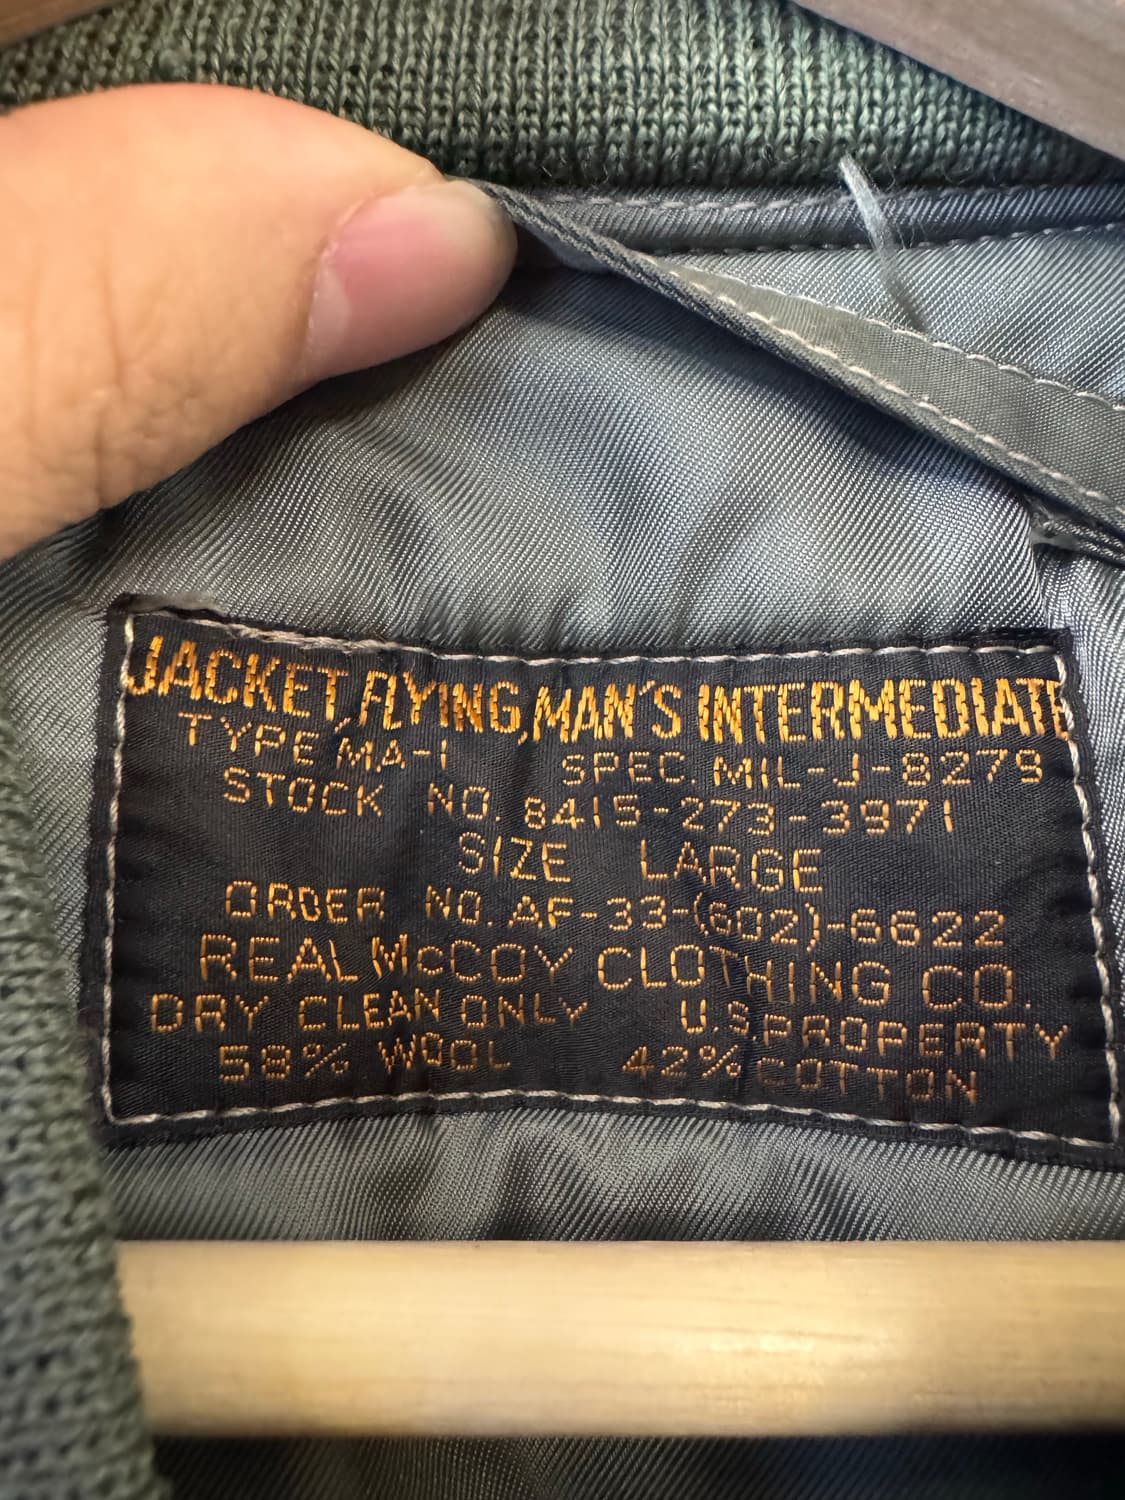 JACKET, FLYING, MAN'S INTERMEDIATE
TYPE MA-1 SPEC. MIL-J-8279
STOCK NO. 8415-273-3971
SIZE LARGE
ORDER NO. AF-33-(602)-6622
REAL McCOY CLOTHING CO.
DRY CLEAN ONLY U.S PROPERTY
58% WOOL 42% COTTON